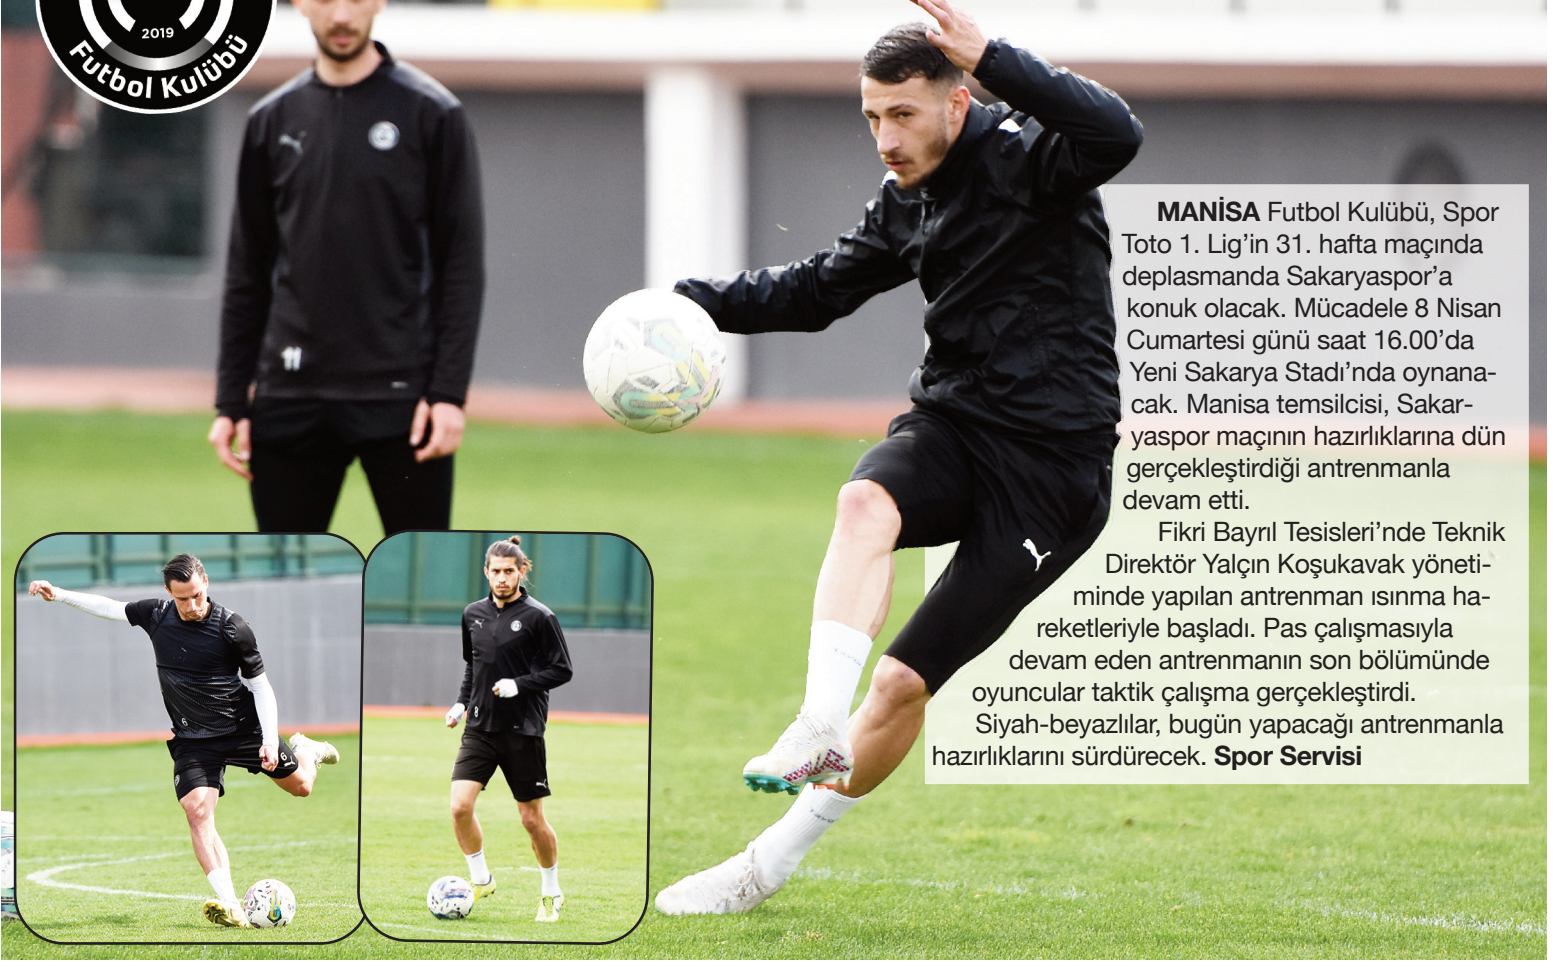 2019
Futbol Kulübü
11
6
6
8
MANİSA Futbol Kulübü, Spor
Toto 1. Lig’in 31. hafta maçında
deplasmanda Sakaryaspor’a
konuk olacak. Mücadele 8 Nisan
Cumartesi günü saat 16.00’da
Yeni Sakarya Stadı’nda oynana-
cak. Manisa temsilcisi, Sakar-
yaspor maçının hazırlıklarına dün
gerçekleştirdiği antrenmanla
devam etti.
Fikri Bayrıl Tesisleri’nde Teknik
Direktör Yalçın Koşukavak yöneti-
minde yapılan antrenman ısınma ha-
reketleriyle başladı. Pas çalışmasıyla
devam eden antrenmanın son bölümünde
oyuncular taktik çalışma gerçekleştirdi.
Siyah-beyazlılar, bugün yapacağı antrenmanla
hazırlıklarını sürdürecek. Spor Servisi